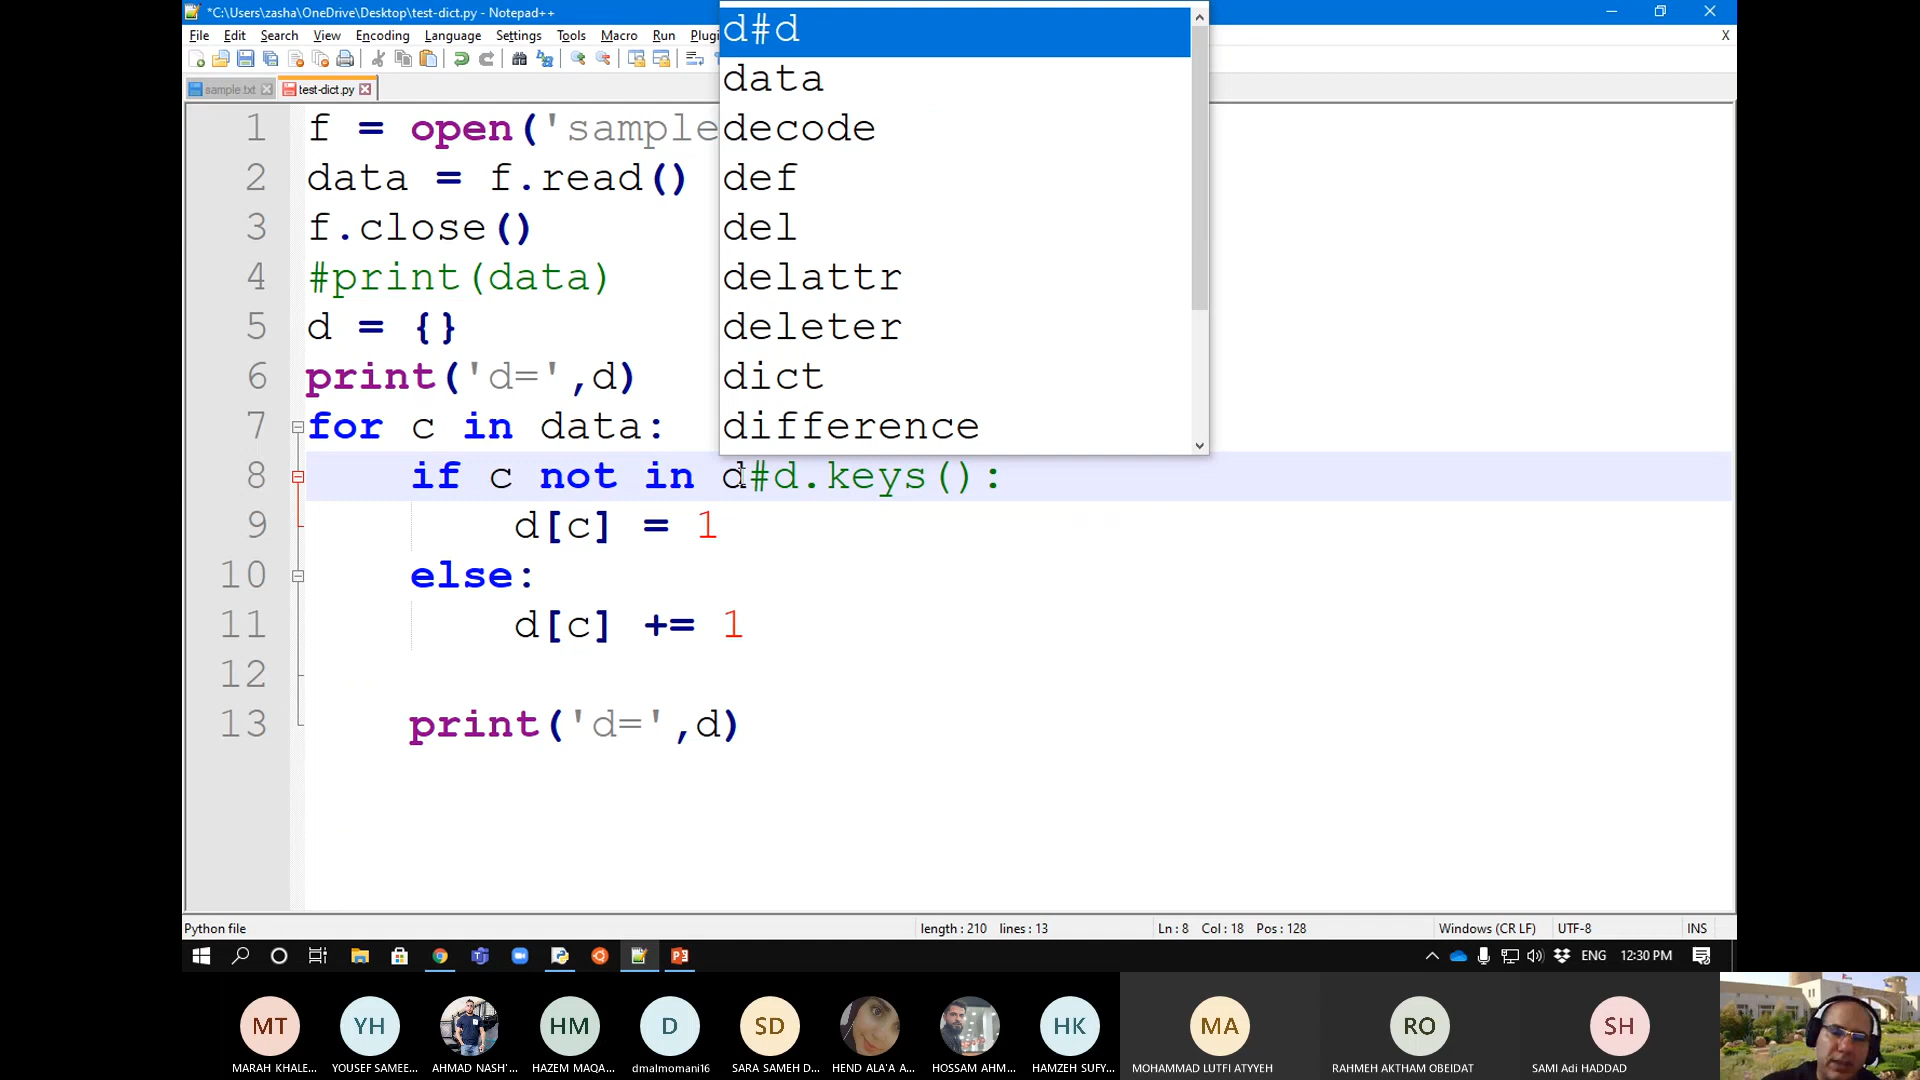 *C:\Users\zasha\OneDrive\Desktop\test-dict.py - Notepad++
File Edit Search View Encoding Language Settings Tools Macro Run Plugi X
sample.txt test-dict.py
1 f = open('sample
2 data = f.read()
3 f.close()
4 #print(data)
5 d = {}
6 print('d=',d)
7 for c in data:
8 if c not in d#d.keys():
9 d[c] = 1
10 else:
11 d[c] += 1
12
13 print('d=',d)
d#d
data
decode
def
del
delattr
deleter
dict
difference
Python file length : 210 lines : 13 Ln : 8 Col : 18 Pos : 128 Windows (CR LF) UTF-8 INS
ENG 12:30 PM
MT YH HM D SD HK MA RO SH
MARAH KHALE... YOUSEF SAMEE... AHMAD NASH'... HAZEM MAQA... dmalmomani16 SARA SAMEH D... HEND ALA'A A... HOSSAM AHM... HAMZEH SUFY... MOHAMMAD LUTFI ATYYEH RAHMEH AKTHAM OBEIDAT SAMI Adi HADDAD